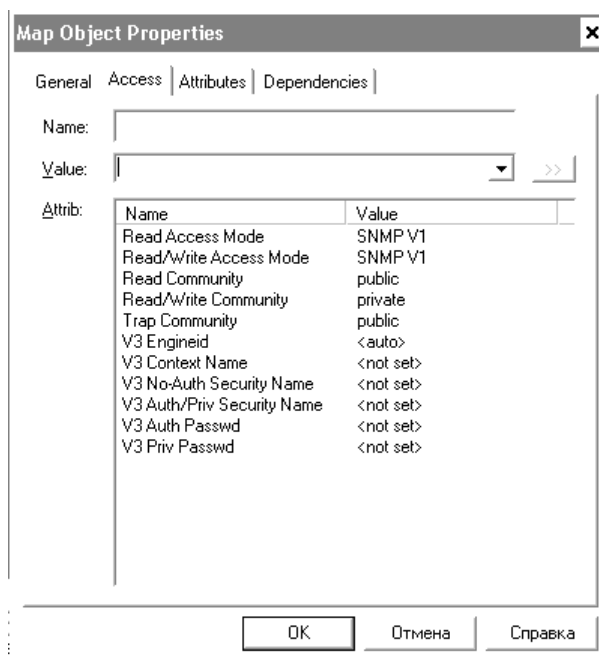 Map Object Properties
General Access Attributes Dependencies
Name:
Value:
>>
Attrib:
Name Value
Read Access Mode SNMP V1
Read/Write Access Mode SNMP V1
Read Community public
Read/Write Community private
Trap Community public
V3 Engineid <auto>
V3 Context Name <not set>
V3 No-Auth Security Name <not set>
V3 Auth/Priv Security Name <not set>
V3 Auth Passwd <not set>
V3 Priv Passwd <not set>
OK Отмена Справка